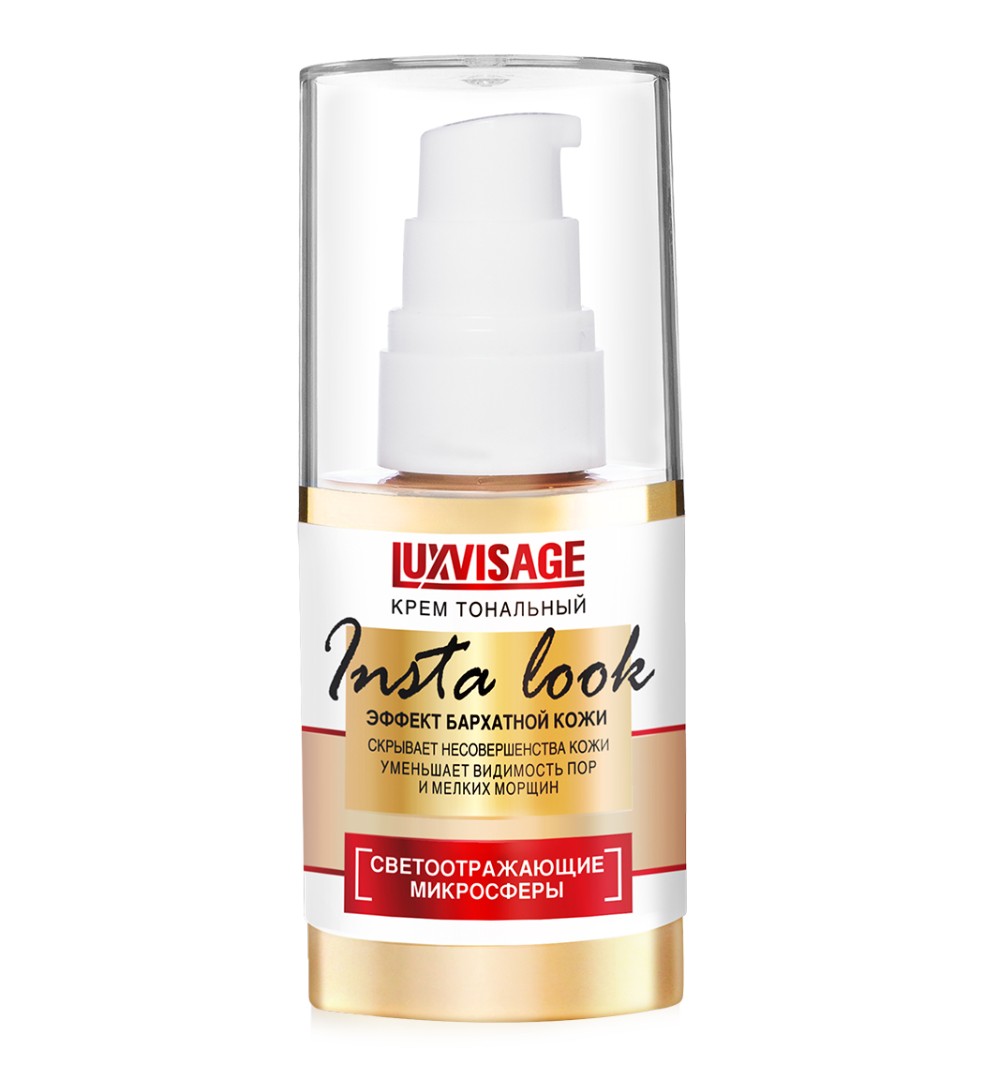 LUXVISAGE
КРЕМ ТОНАЛЬНЫЙ
Insta look
ЭФФЕКТ БАРХАТНОЙ КОЖИ
СКРЫВАЕТ НЕСОВЕРШЕНСТВА КОЖИ
УМЕНЬШАЕТ ВИДИМОСТЬ ПОР
И МЕЛКИХ МОРЩИН
СВЕТООТРАЖАЮЩИЕ
МИКРОСФЕРЫ